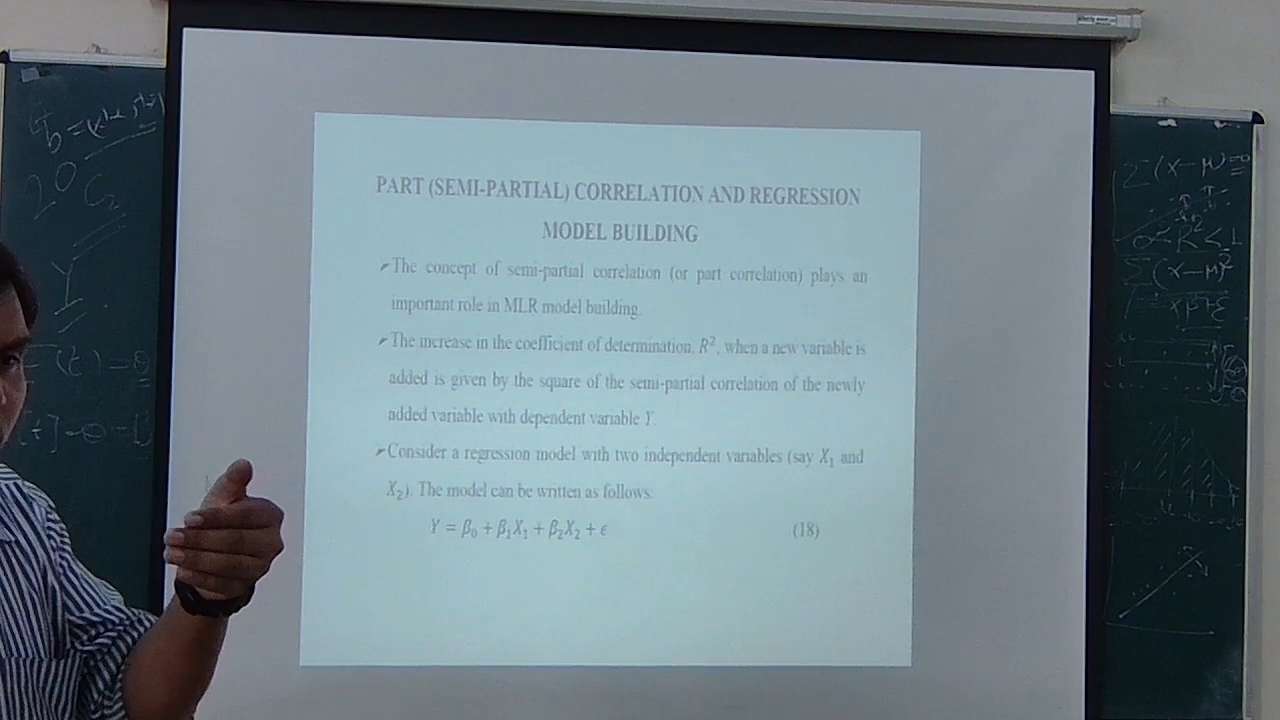 PART (SEMI-PARTIAL) CORRELATION AND REGRESSION
MODEL BUILDING
➢The concept of semi-partial correlation (or part correlation) plays an
important role in MLR model building.
➢The increase in the coefficient of determination, R², when a new variable is
added is given by the square of the semi-partial correlation of the newly
added variable with dependent variable Y.
➢Consider a regression model with two independent variables (say X₁ and
X₂). The model can be written as follows.
Y = β₀ + β₁X₁ + β₂X₂ + ϵ (18)
20
Y
Σ(x-μ)=0
(x-μ)²